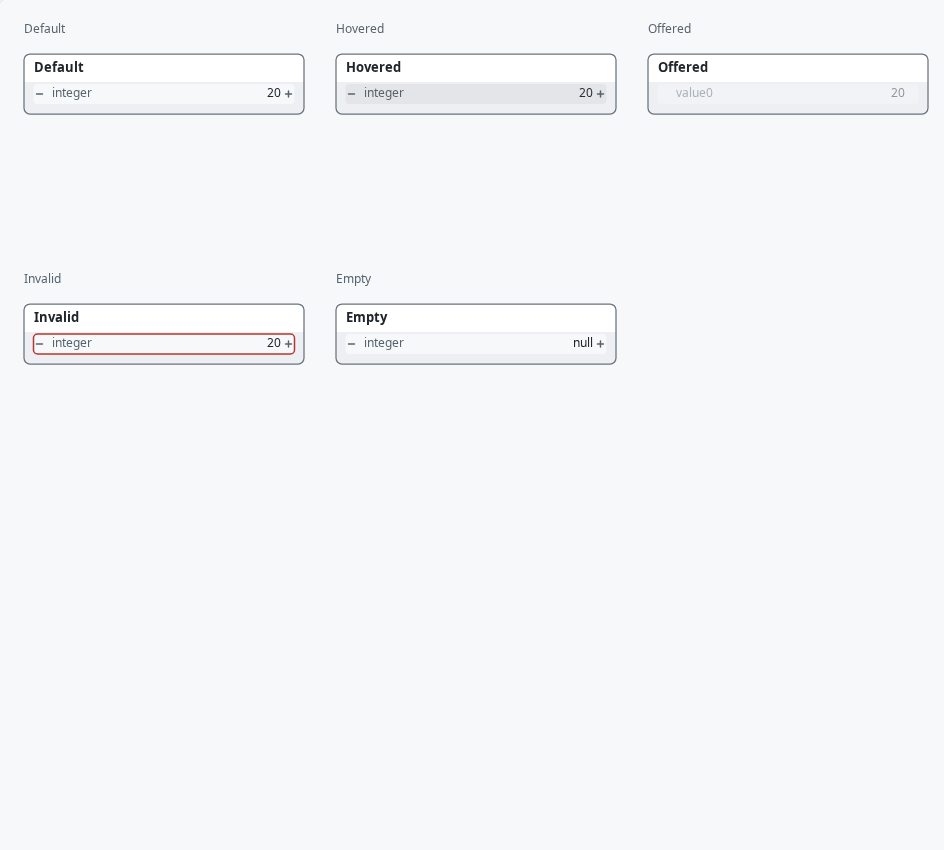 Default Hovered Offered
Default Hovered Offered
− integer 20 + − integer 20 + value0 20
Invalid Empty
Invalid Empty
− integer 20 + − integer null +